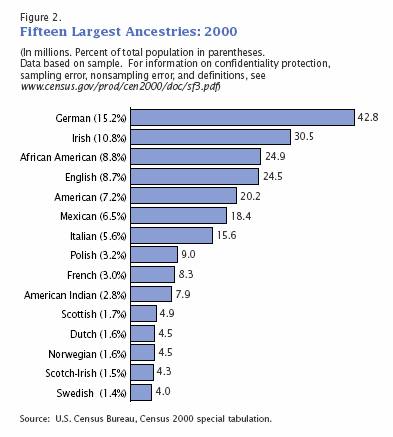 Figure 2.
Fifteen Largest Ancestries: 2000
(In millions. Percent of total population in parentheses.
Data based on sample. For information on confidentiality protection,
sampling error, nonsampling error, and definitions, see
www.census.gov/prod/cen2000/doc/sf3.pdf)
German (15.2%) 42.8
Irish (10.8%) 30.5
African American (8.8%) 24.9
English (8.7%) 24.5
American (7.2%) 20.2
Mexican (6.5%) 18.4
Italian (5.6%) 15.6
Polish (3.2%) 9.0
French (3.0%) 8.3
American Indian (2.8%) 7.9
Scottish (1.7%) 4.9
Dutch (1.6%) 4.5
Norwegian (1.6%) 4.5
Scotch-Irish (1.5%) 4.3
Swedish (1.4%) 4.0
Source: U.S. Census Bureau, Census 2000 special tabulation.